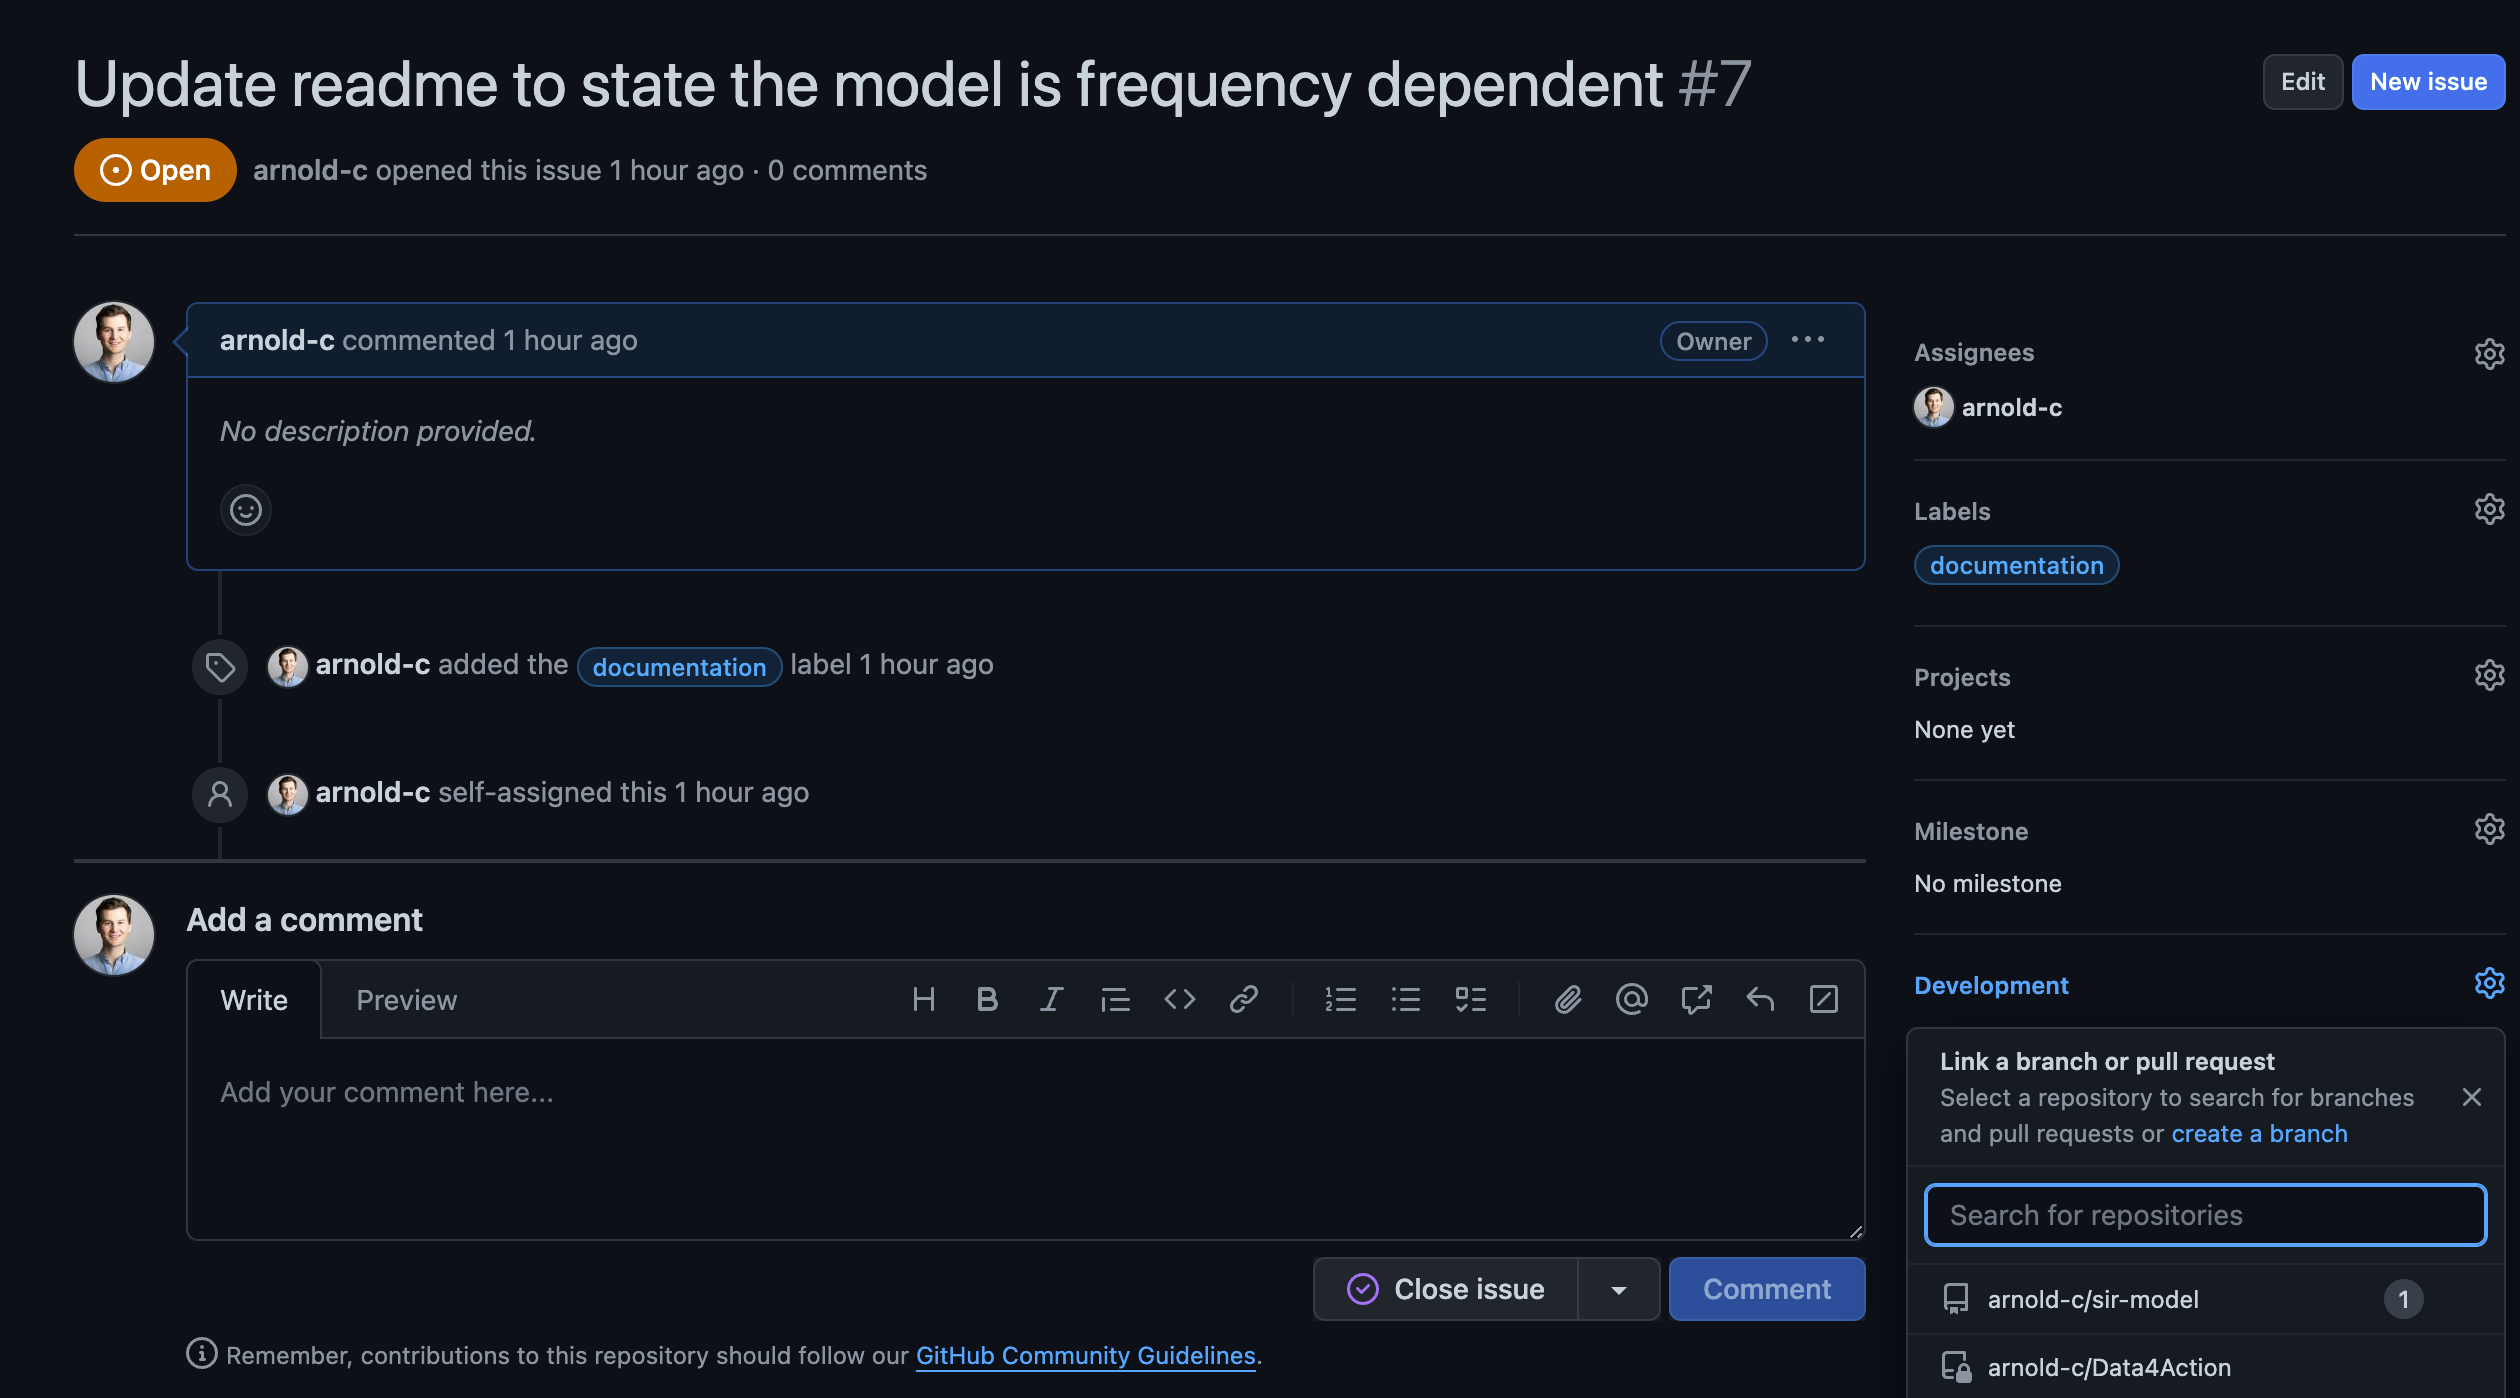 Update readme to state the model is frequency dependent #7
Edit
New issue
Open
arnold-c opened this issue 1 hour ago · 0 comments
arnold-c commented 1 hour ago
Owner
No description provided.
arnold-c added the documentation label 1 hour ago
arnold-c self-assigned this 1 hour ago
Add a comment
Write
Preview
Add your comment here...
Close issue
Comment
Remember, contributions to this repository should follow our GitHub Community Guidelines.
Assignees
arnold-c
Labels
documentation
Projects
None yet
Milestone
No milestone
Development
Link a branch or pull request
Select a repository to search for branches
and pull requests or create a branch
Search for repositories
arnold-c/sir-model 1
arnold-c/Data4Action